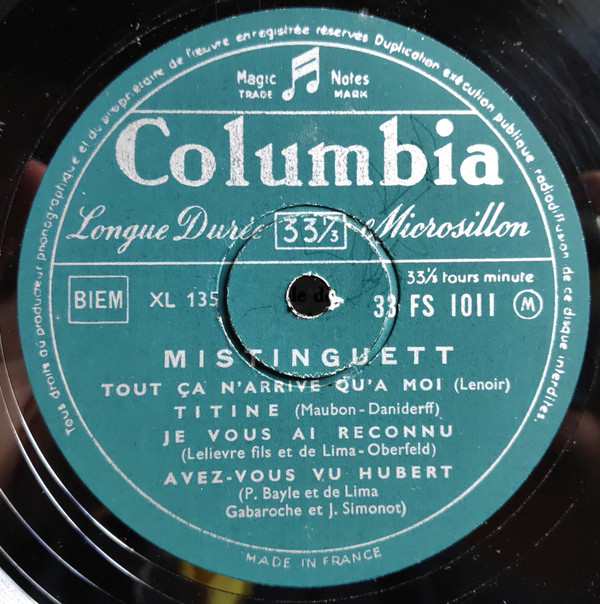 Tous droits du producteur phonographique et du propriétaire de l'œuvre enregistrée réservés Duplication exécution publique radiodiffusion de ce disque interdites.
Magic Notes
TRADE MARK
Columbia
Longue Durée 33⅓ Microsillon
33⅓ tours minute
BIEM XL 135 33 FS 1011 M
MISTINGUETT
TOUT ÇA N'ARRIVE QU'A MOI (Lenoir)
TITINE (Maubon-Daniderff)
JE VOUS AI RECONNU
(Lelievre fils et de Lima-Oberfeld)
AVEZ-VOUS VU HUBERT
(P. Bayle et de Lima
Gabaroche et J. Simonot)
MADE IN FRANCE